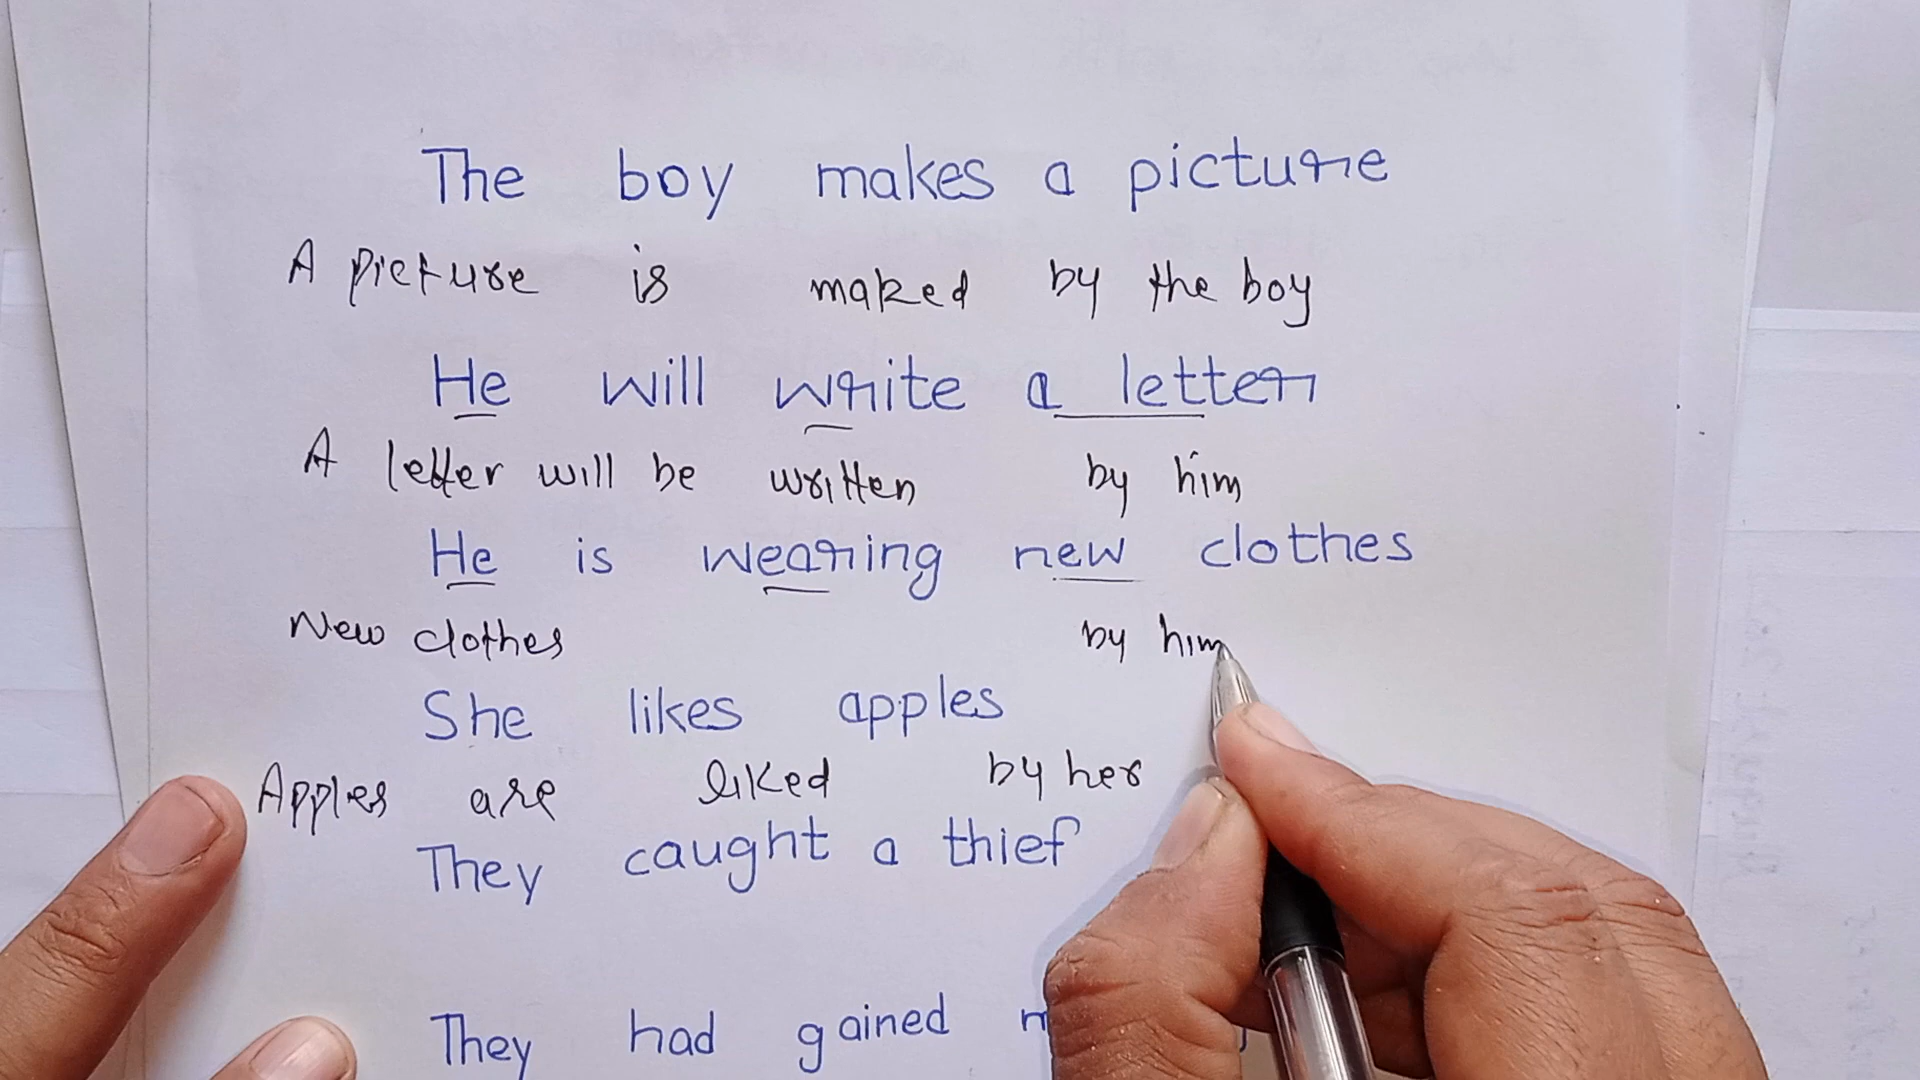 The boy makes a picture
A picture is maked by the boy
He will write a letter
A letter will be written by him
He is wearing new clothes
New clothes by him
She likes apples
Apples are liked by her
They caught a thief
They had gained